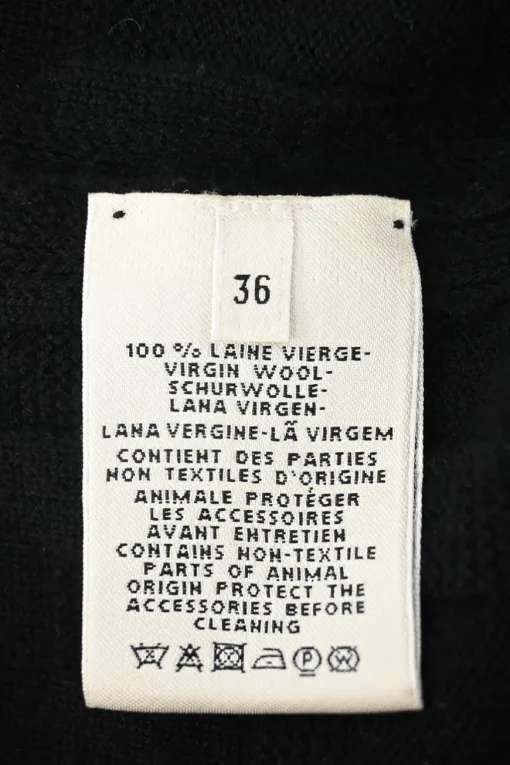 36
100 % LAINE VIERGE-
VIRGIN WOOL-
SCHURWOLLE-
LANA VIRGEN-
LANA VERGINE-LÃ VIRGEM
CONTIENT DES PARTIES
NON TEXTILES D'ORIGINE
ANIMALE PROTÉGER
LES ACCESSOIRES
AVANT ENTRETIEN
CONTAINS NON-TEXTILE
PARTS OF ANIMAL
ORIGIN PROTECT THE
ACCESSORIES BEFORE
CLEANING
P W